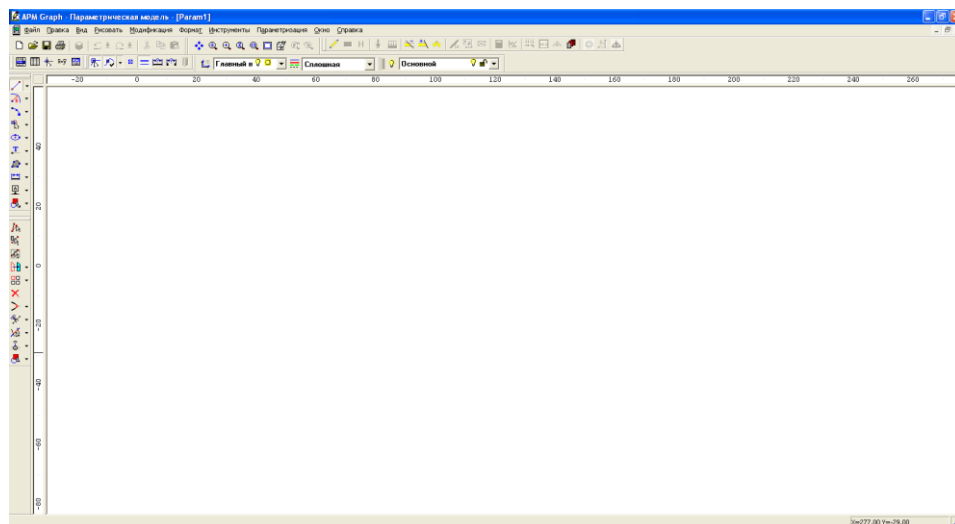 APM Graph - Параметрическая модель - [Param1]
Файл Правка Вид Рисовать Модификация Формат Инструменты Параметризация Окно Справка
Главный в Сплошная Основной
-20 0 20 40 60 80 100 120 140 160 180 200 220 240 260
40
20
0
-20
-40
-60
-80
X=277.00 Y=-29.00